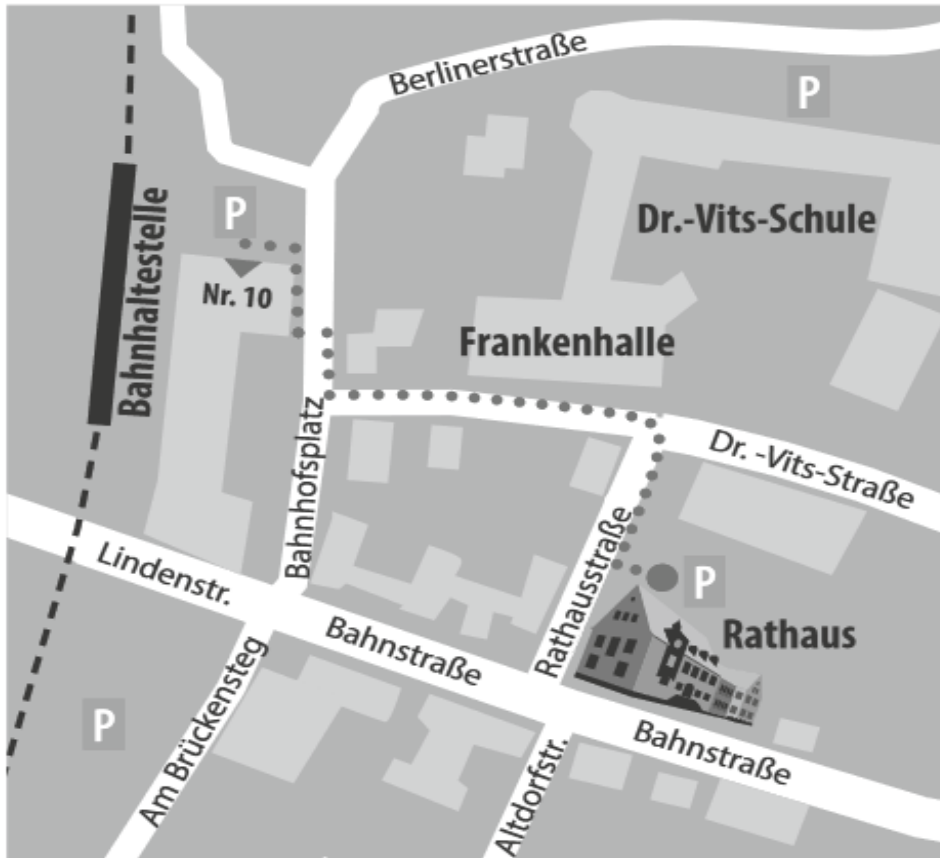 Berlinerstraße
P
P
Dr.-Vits-Schule
Bahnhaltestelle
Nr. 10
Frankenhalle
Bahnhofsplatz
Dr. -Vits-Straße
Lindenstr.
Rathausstraße
P
Rathaus
Bahnstraße
Am Brückensteg
P
Bahnstraße
Altdorfstr.